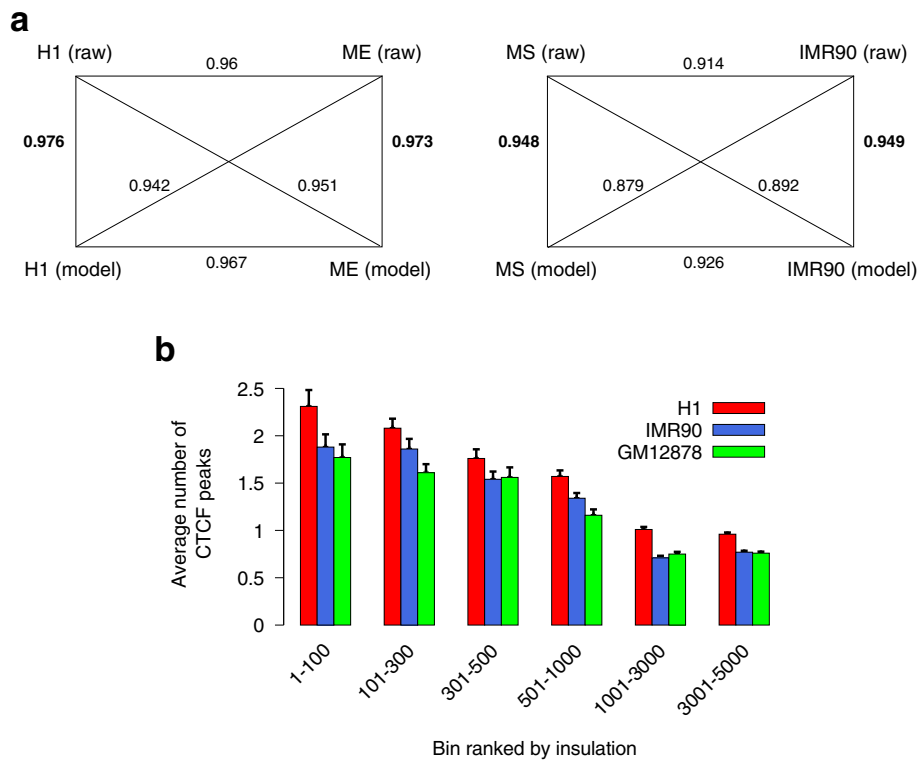 a
H1 (raw)
ME (raw)
MS (raw)
IMR90 (raw)
0.96
0.914
0.976
0.973
0.948
0.949
0.942
0.951
0.879
0.892
H1 (model)
0.967
ME (model)
MS (model)
0.926
IMR90 (model)
b
Average number of
CTCF peaks
2.5
2
1.5
1
0.5
0
H1
IMR90
GM12878
1-100
101-300
301-500
501-1000
1001-3000
3001-5000
Bin ranked by insulation